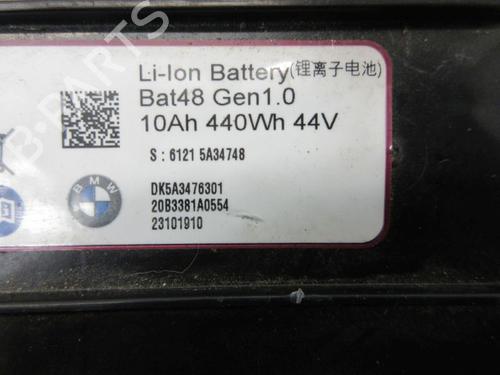 Li-Ion Battery(锂离子电池)
Bat48 Gen1.0
10Ah 440Wh 44V
S : 6121 5A34748
DK5A3476301
20B3381A0554
23101910
BMW
B-PARTS